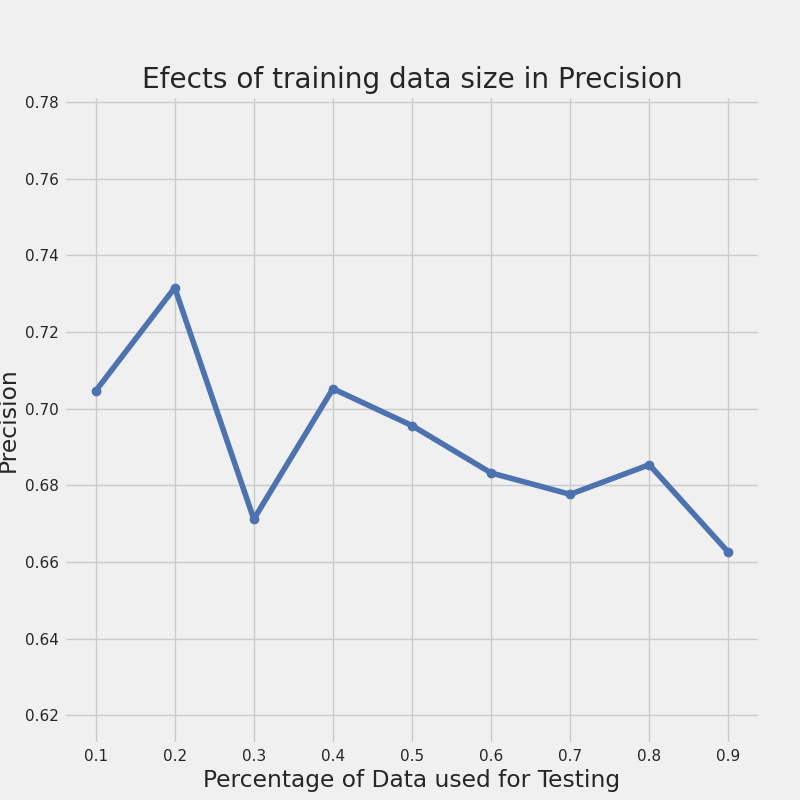 Efects of training data size in Precision
0.78
0.76
0.74
0.72
0.70
0.68
0.66
0.64
0.62
Precision
0.1 0.2 0.3 0.4 0.5 0.6 0.7 0.8 0.9
Percentage of Data used for Testing